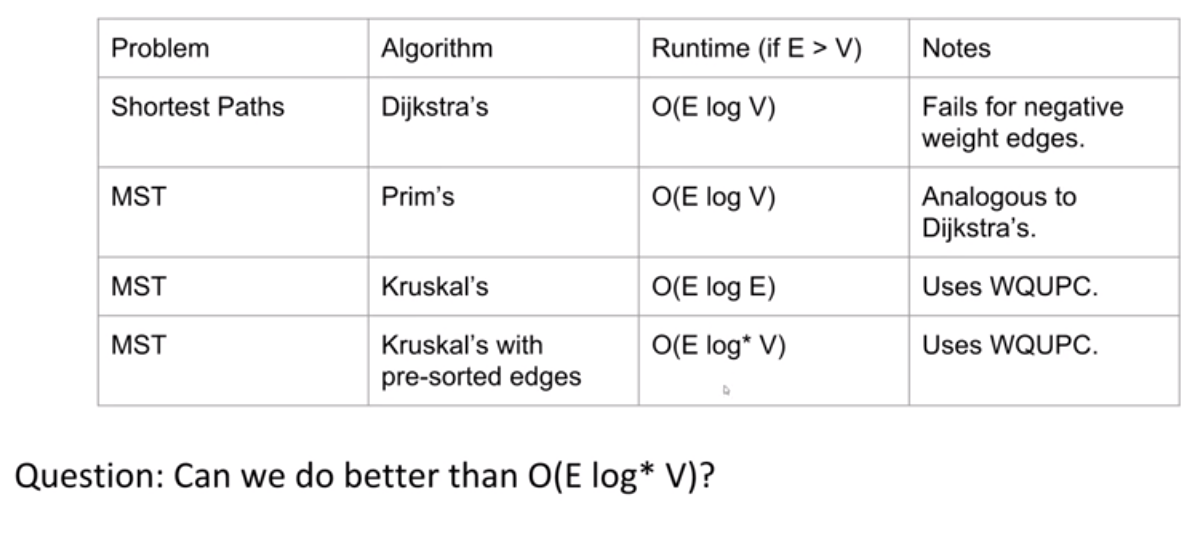 Problem
Algorithm
Runtime (if E > V)
Notes
Shortest Paths
Dijkstra's
O(E log V)
Fails for negative
weight edges.
MST
Prim's
O(E log V)
Analogous to
Dijkstra's.
MST
Kruskal's
O(E log E)
Uses WQUPC.
MST
Kruskal's with
pre-sorted edges
O(E log* V)
Uses WQUPC.
Question: Can we do better than O(E log* V)?